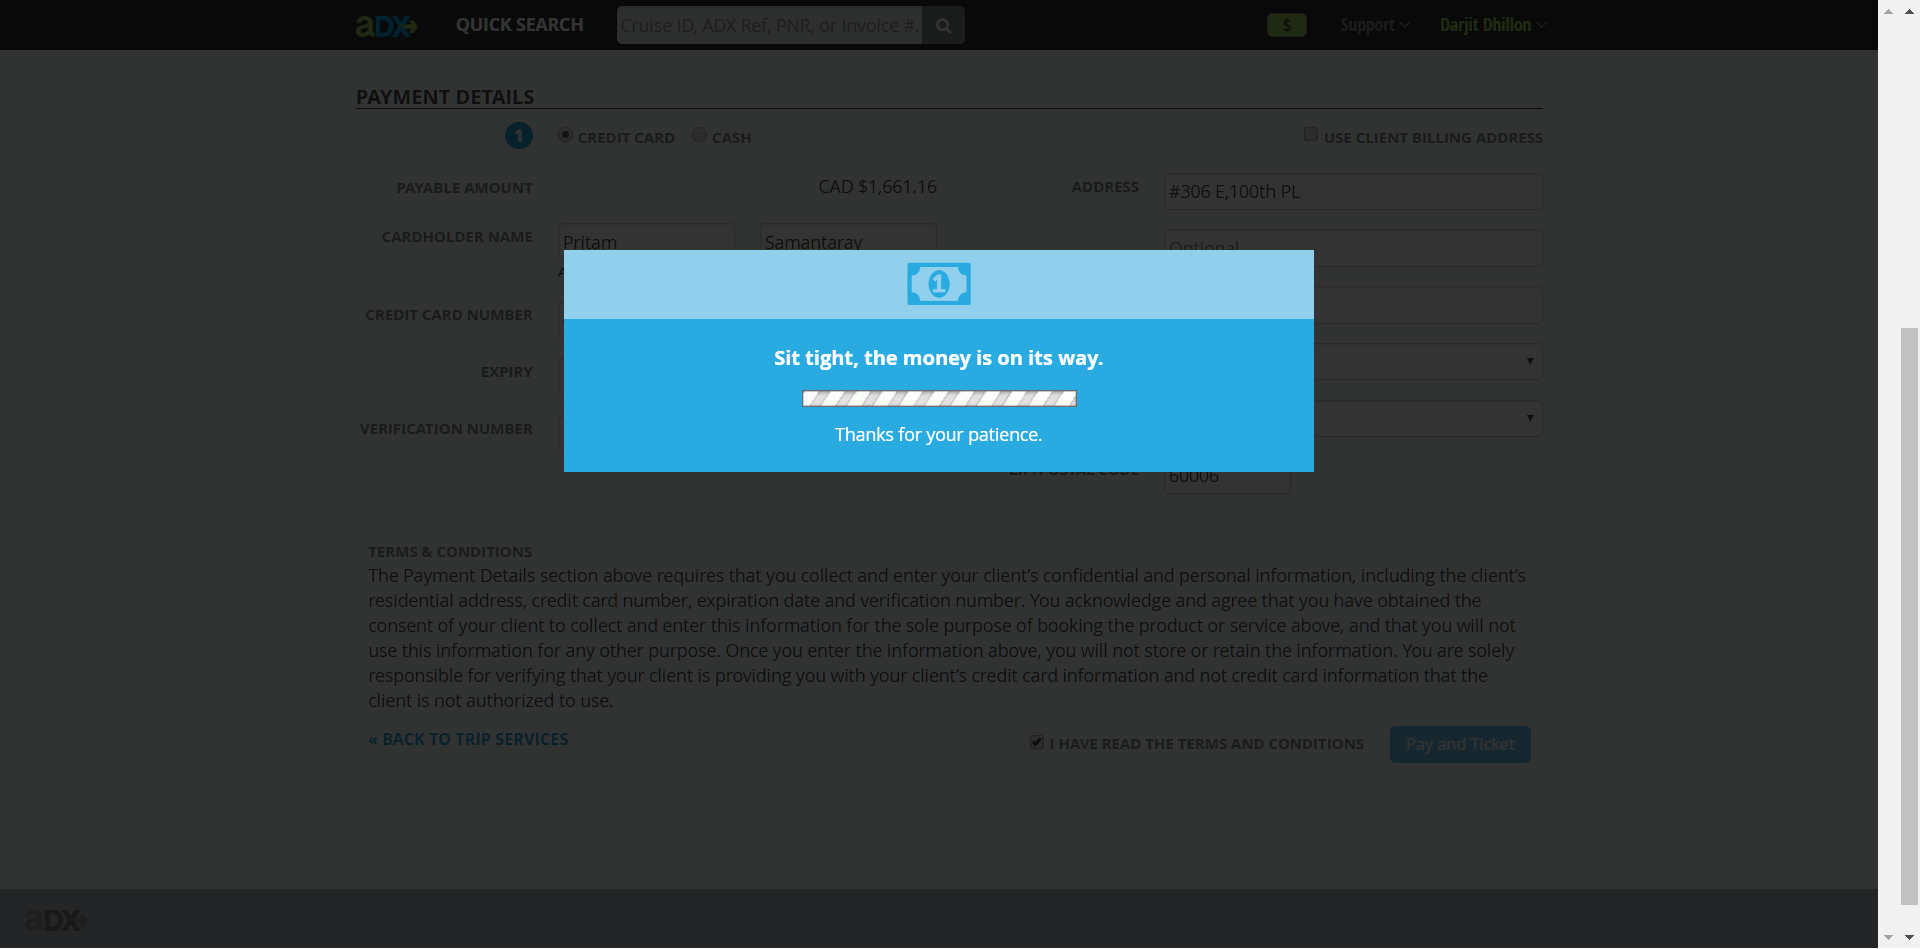 aDX QUICK SEARCH Cruise ID, ADX Ref, PNR, or Invoice #. $ Support Darjit Dhillon
PAYMENT DETAILS
1 CREDIT CARD CASH USE CLIENT BILLING ADDRESS
PAYABLE AMOUNT CAD $1,661.16 ADDRESS #306 E,100th PL
CARDHOLDER NAME Pritam Samantaray Optional
1
CREDIT CARD NUMBER
Sit tight, the money is on its way.
EXPIRY
Thanks for your patience.
VERIFICATION NUMBER
ZIP/POSTAL CODE 60006
TERMS & CONDITIONS
The Payment Details section above requires that you collect and enter your client’s confidential and personal information, including the client’s
residential address, credit card number, expiration date and verification number. You acknowledge and agree that you have obtained the
consent of your client to collect and enter this information for the sole purpose of booking the product or service above, and that you will not
use this information for any other purpose. Once you enter the information above, you will not store or retain the information. You are solely
responsible for verifying that your client is providing you with your client’s credit card information and not credit card information that the
client is not authorized to use.
« BACK TO TRIP SERVICES I HAVE READ THE TERMS AND CONDITIONS Pay and Ticket
aDX